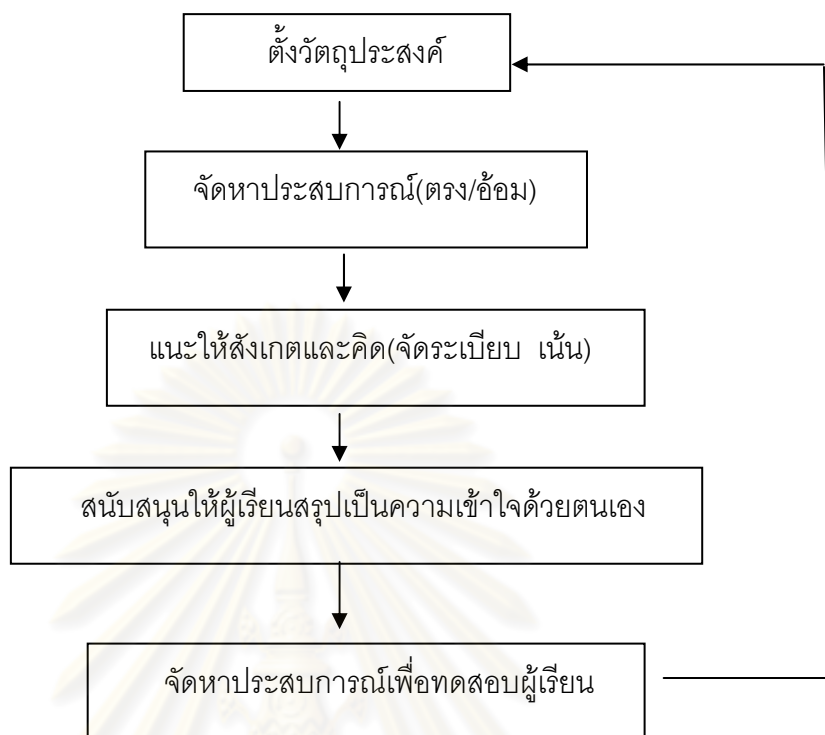 ตั้งวัตถุประสงค์
จัดหาประสบการณ์(ตรง/อ้อม)
แนะให้สังเกตและคิด(จัดระเบียบ เน้น)
สนับสนุนให้ผู้เรียนสรุปเป็นความเข้าใจด้วยตนเอง
จัดหาประสบการณ์เพื่อทดสอบผู้เรียน